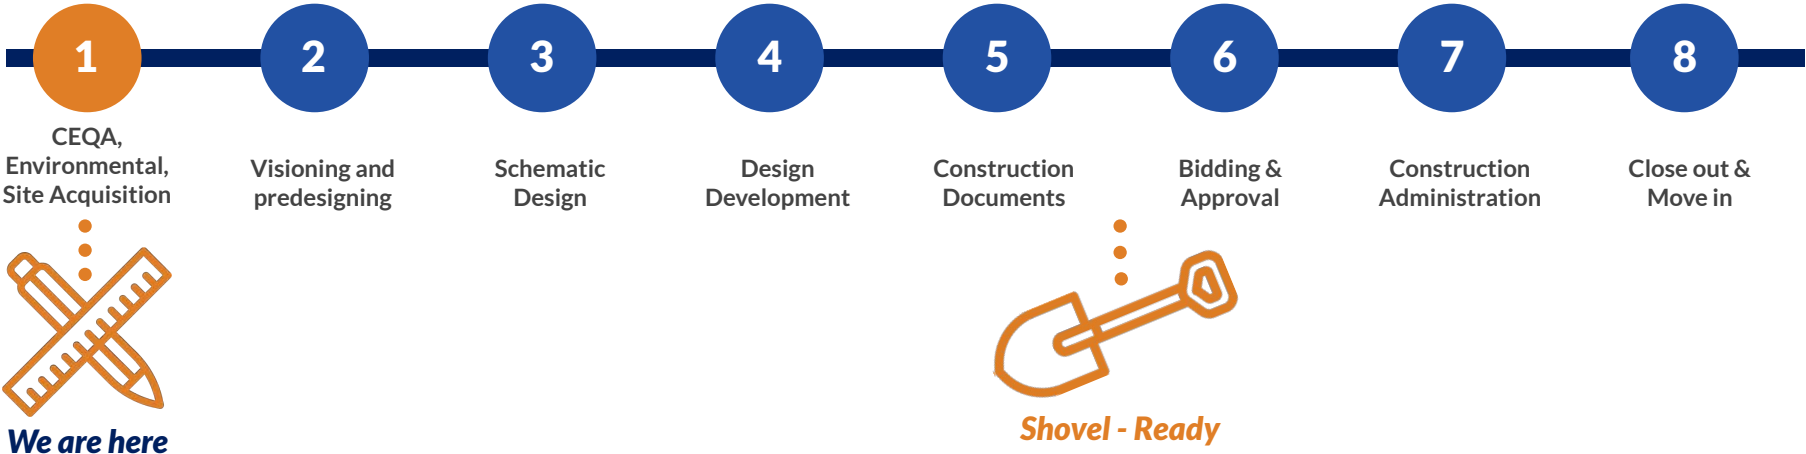 1
2
3
4
5
6
7
8
CEQA,
Environmental,
Site Acquisition
Visioning and
predesigning
Schematic
Design
Design
Development
Construction
Documents
Bidding &
Approval
Construction
Administration
Close out &
Move in
We are here
Shovel - Ready